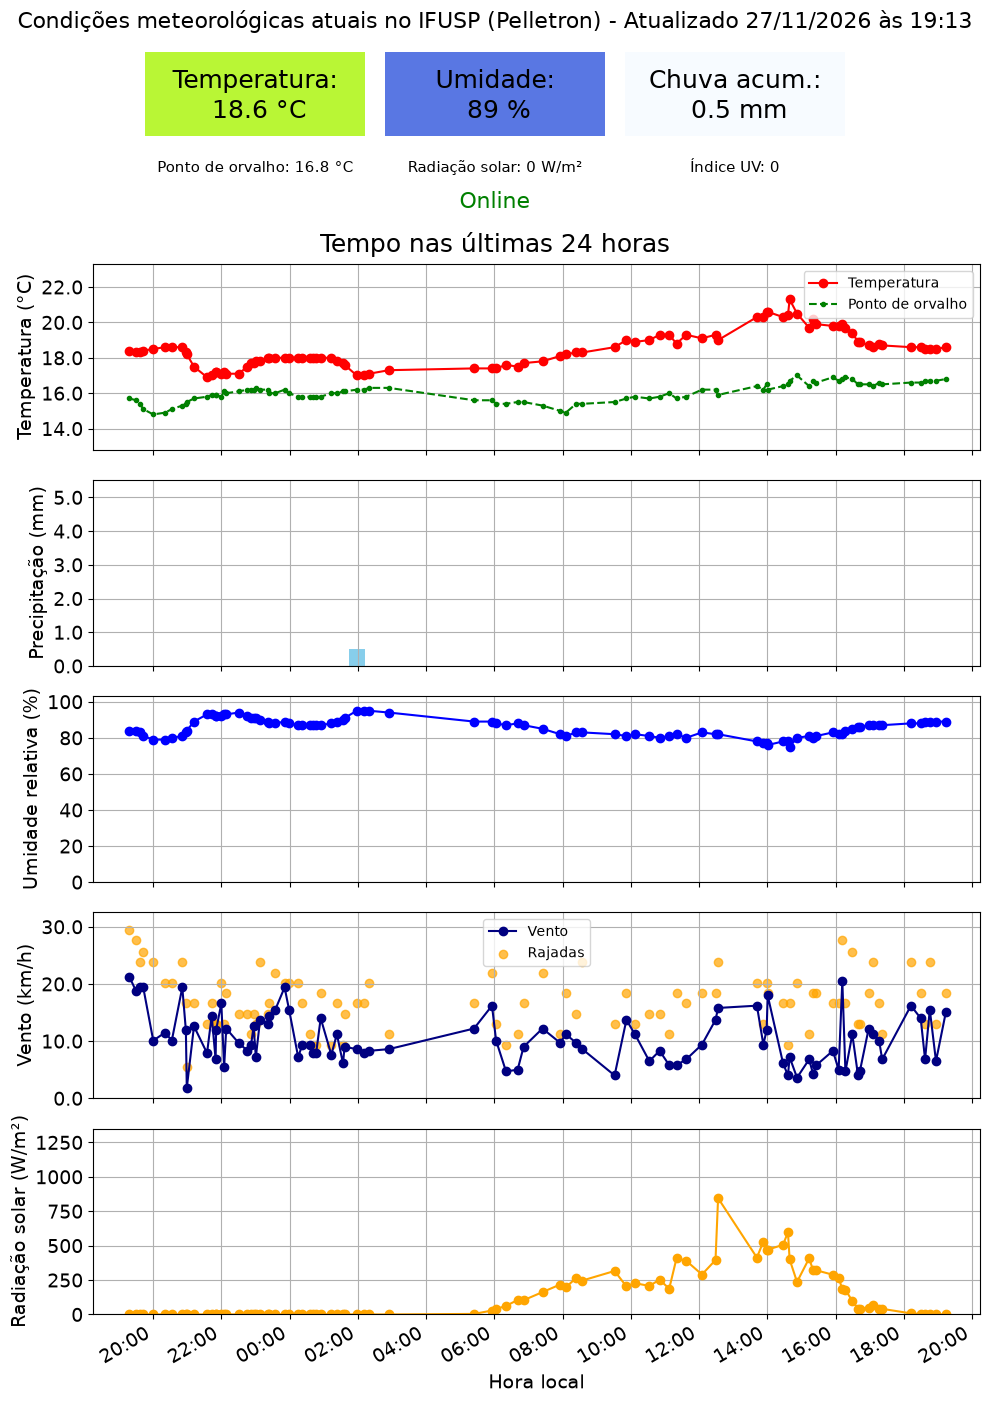 Condições meteorológicas atuais no IFUSP (Pelletron) - Atualizado 27/11/2026 às 19:13
Temperatura:
18.6 °C
Umidade:
89 %
Chuva acum.:
0.5 mm
Ponto de orvalho: 16.8 °C
Radiação solar: 0 W/m²
Índice UV: 0
Online
Tempo nas últimas 24 horas
Temperatura (°C)
22.0
20.0
18.0
16.0
14.0
Temperatura
Ponto de orvalho
Precipitação (mm)
5.0
4.0
3.0
2.0
1.0
0.0
Umidade relativa (%)
100
80
60
40
20
0
Vento (km/h)
30.0
20.0
10.0
0.0
Vento
Rajadas
Radiação solar (W/m²)
1250
1000
750
500
250
0
20:00
22:00
00:00
02:00
04:00
06:00
08:00
10:00
12:00
14:00
16:00
18:00
20:00
Hora local